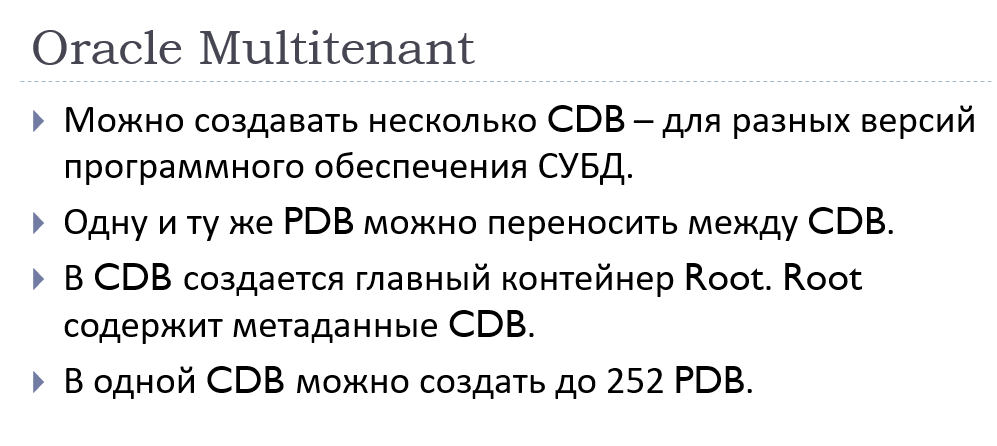 Oracle Multitenant
Можно создавать несколько CDB – для разных версий
программного обеспечения СУБД.
Одну и ту же PDB можно переносить между CDB.
В CDB создается главный контейнер Root. Root
содержит метаданные CDB.
В одной CDB можно создать до 252 PDB.